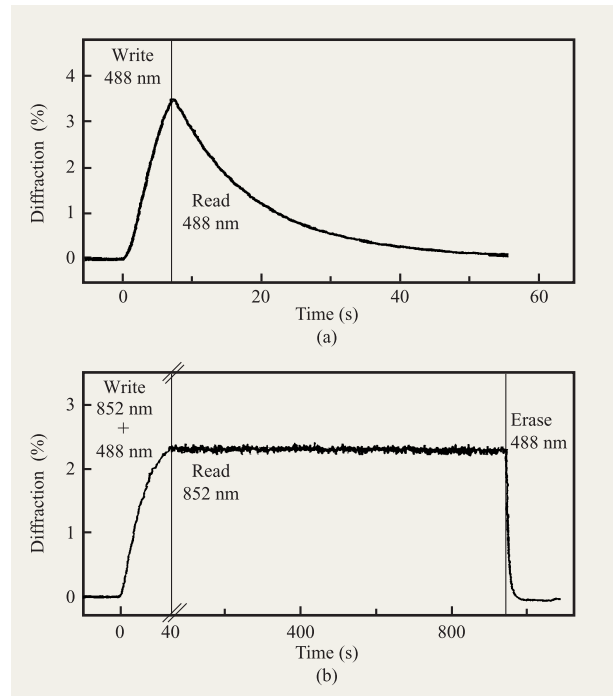 Write
488 nm
4
3
2
1
0
Diffraction (%)
Read
488 nm
0
20
40
60
Time (s)
(a)
Write
852 nm
+
488 nm
3
2
1
0
Diffraction (%)
Read
852 nm
Erase
488 nm
0
40
400
800
Time (s)
(b)